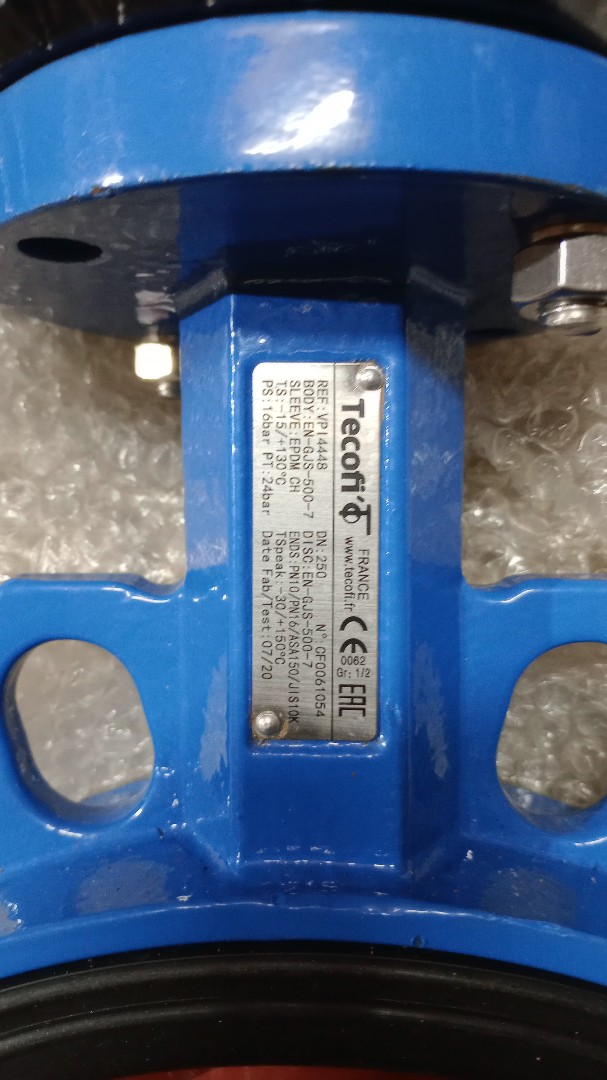 Tecofi
FRANCE
www.tecofi.fr
CE
0062
Gr: 1/2
EAC
REF:VPI4448 DN:250 N°:CF0061054
BODY:EN-GJS-500-7 DISC:EN-GJS-500-7
SLEEVE:EPDM CH ENDS:PN10/PN16/ASA150/JIS10K
TS:-15/+130°C TSpeak:-30/+150°C
PS:16bar PT:24bar Date Fab/Test:07/20